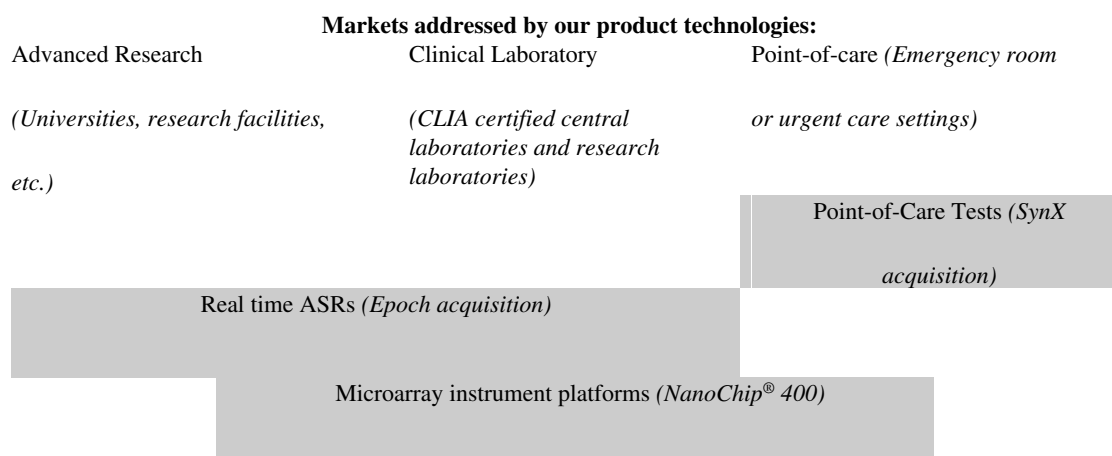 Markets addressed by our product technologies:
Advanced Research
(Universities, research facilities,
etc.)
Clinical Laboratory
(CLIA certified central
laboratories and research
laboratories)
Point-of-care (Emergency room
or urgent care settings)
Point-of-Care Tests (SynX
acquisition)
Real time ASRs (Epoch acquisition)
Microarray instrument platforms (NanoChip® 400)